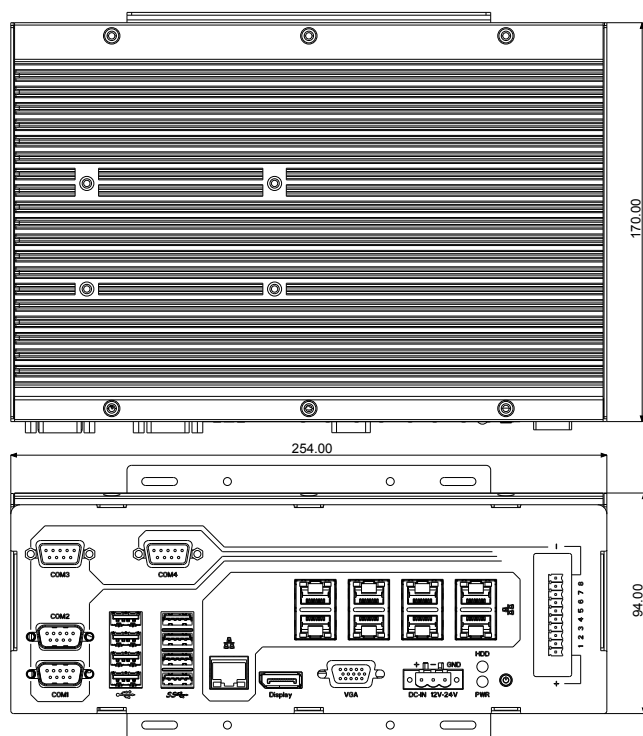 170.00
254.00
94.00
COM3
COM4
COM2
COM1
SS
Display
VGA
+ - GND
DC-IN 12V-24V
HDD
PWR
-
1 2 3 4 5 6 7 8
+